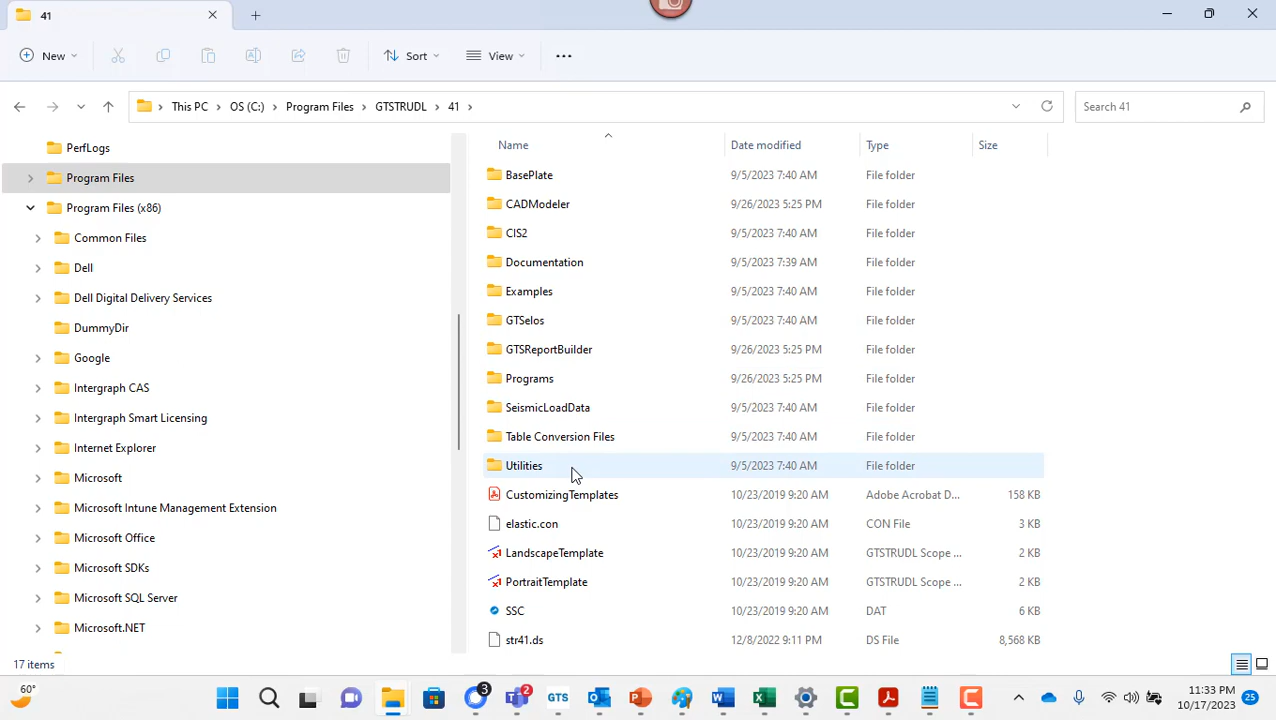 41
New
Sort
View
This PC > OS (C:) > Program Files > GTSTRUDL > 41 >
Search 41
PerfLogs
Program Files
Program Files (x86)
Common Files
Dell
Dell Digital Delivery Services
DummyDir
Google
Intergraph CAS
Intergraph Smart Licensing
Internet Explorer
Microsoft
Microsoft Intune Management Extension
Microsoft Office
Microsoft SDKs
Microsoft SQL Server
Microsoft.NET
Name Date modified Type Size
BasePlate 9/5/2023 7:40 AM File folder
CADModeler 9/26/2023 5:25 PM File folder
CIS2 9/5/2023 7:40 AM File folder
Documentation 9/5/2023 7:39 AM File folder
Examples 9/5/2023 7:40 AM File folder
GTSelos 9/5/2023 7:40 AM File folder
GTSReportBuilder 9/26/2023 5:25 PM File folder
Programs 9/26/2023 5:25 PM File folder
SeismicLoadData 9/5/2023 7:40 AM File folder
Table Conversion Files 9/5/2023 7:40 AM File folder
Utilities 9/5/2023 7:40 AM File folder
CustomizingTemplates 10/23/2019 9:20 AM Adobe Acrobat D... 158 KB
elastic.con 10/23/2019 9:20 AM CON File 3 KB
LandscapeTemplate 10/23/2019 9:20 AM GTSTRUDL Scope ... 2 KB
PortraitTemplate 10/23/2019 9:20 AM GTSTRUDL Scope ... 2 KB
SSC 10/23/2019 9:20 AM DAT 6 KB
str41.ds 12/8/2022 9:11 PM DS File 8,568 KB
17 items
60°
3
2
GTS
11:33 PM
10/17/2023
25